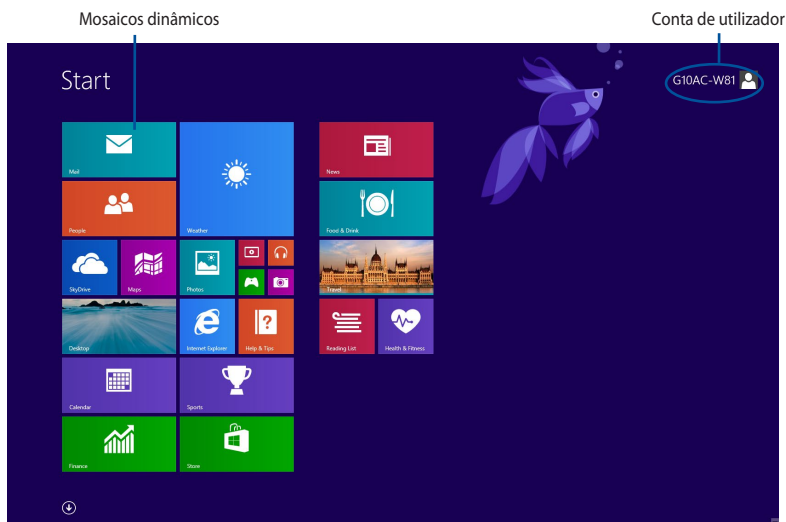 Mosaicos dinâmicos
Conta de utilizador
Start
G10AC-W81
Mail
Weather
News
People
Food & Drink
SkyDrive
Maps
Photos
Travel
Desktop
Internet Explorer
Help & Tips
Reading List
Health & Fitness
Calendar
Sports
Finance
Store